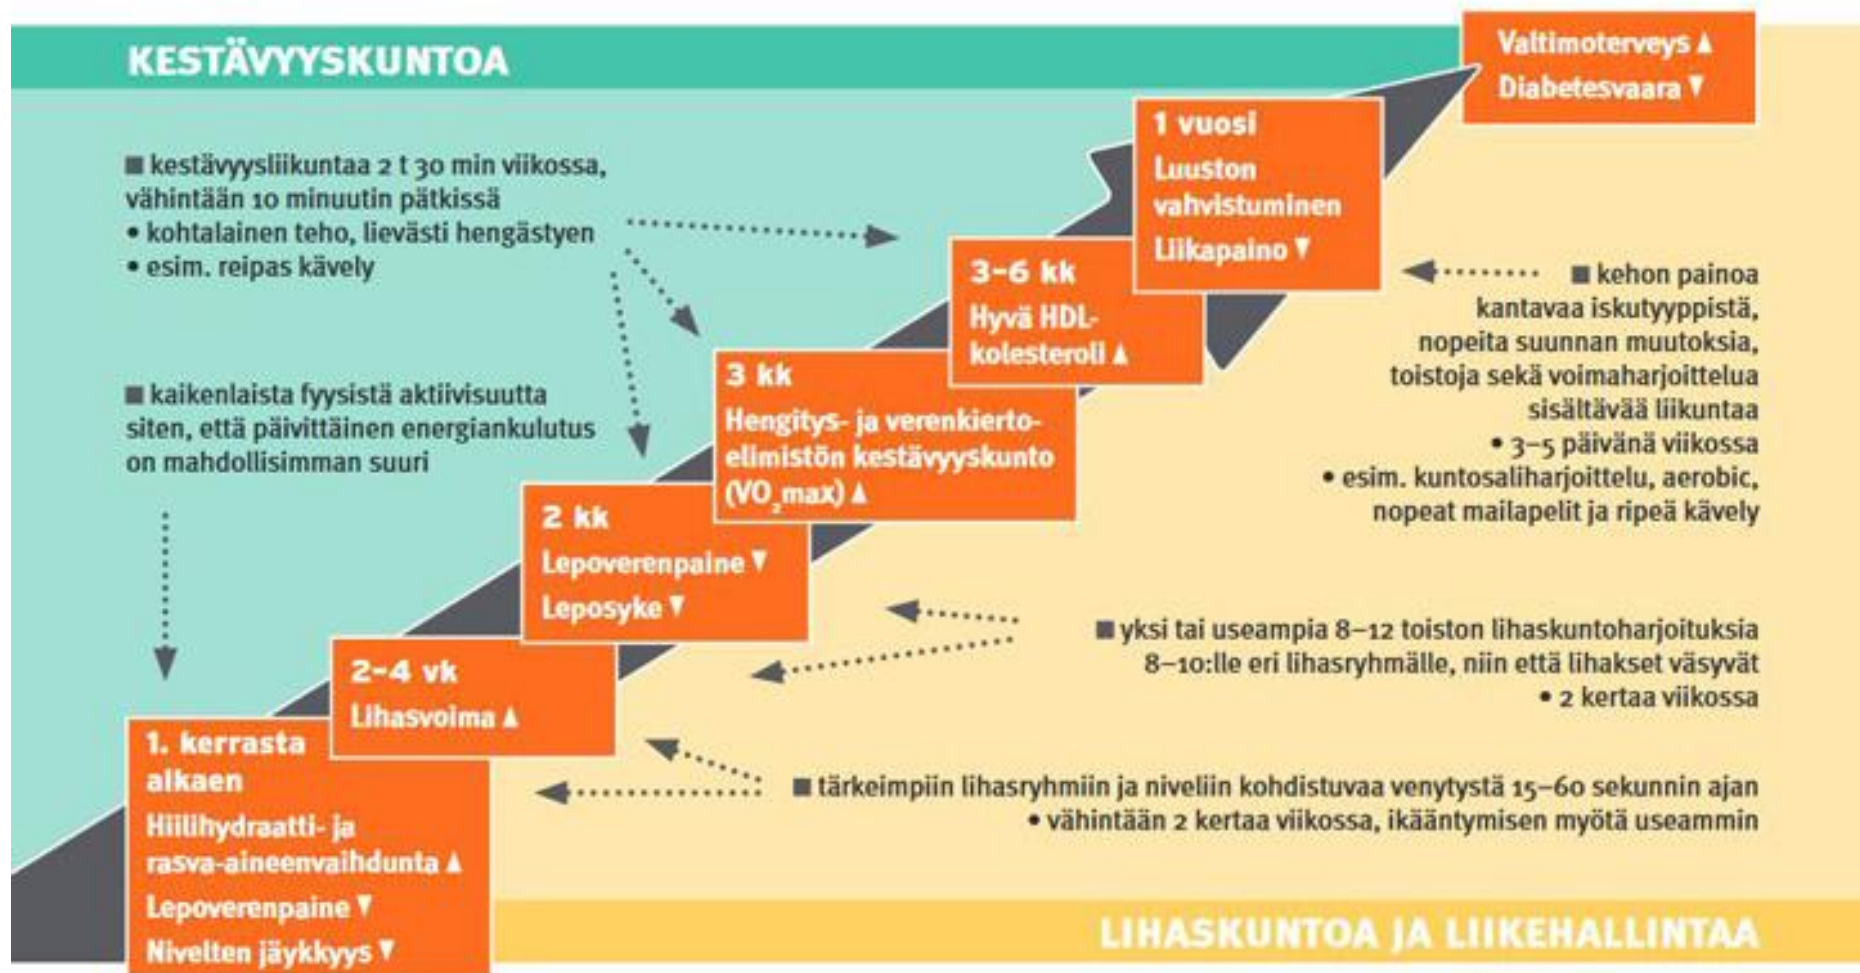 KESTÄVYYSKUNTOA
■ kestävyysliikuntaa 2 t 30 min viikossa,
vähintään 10 minuutin pätkissä
• kohtalainen teho, lievästi hengästyen
• esim. reipas kävely
■ kaikenlaista fyysistä aktiivisuutta
siten, että päivittäinen energiankulutus
on mahdollisimman suuri
1. kerrasta
alkaen
Hiilihydraatti- ja
rasva-aineenvaihdunta ▲
Lepoverenpaine ▼
Nivelten jäykkyys ▼
2–4 vk
Lihasvoima ▲
2 kk
Lepoverenpaine ▼
Leposyke ▼
3 kk
Hengitys- ja verenkierto-
elimistön kestävyyskunto
(VO₂max) ▲
3–6 kk
Hyvä HDL-
kolesteroli ▲
1 vuosi
Luuston
vahvistuminen
Liikapaino ▼
Valtimoterveys ▲
Diabetesvaara ▼
■ kehon painoa
kantavaa iskutyyppistä,
nopeita suunnan muutoksia,
toistoja sekä voimaharjoittelua
sisältävää liikuntaa
• 3–5 päivänä viikossa
• esim. kuntosaliharjoittelu, aerobic,
nopeat mailapelit ja ripeä kävely
■ yksi tai useampia 8–12 toiston lihaskuntoharjoituksia
8–10:lle eri lihasryhmälle, niin että lihakset väsyvät
• 2 kertaa viikossa
■ tärkeimpiin lihasryhmiin ja niveliin kohdistuvaa venytystä 15–60 sekunnin ajan
• vähintään 2 kertaa viikossa, ikääntymisen myötä useammin
LIHASKUNTOA JA LIIKEHALLINTAA